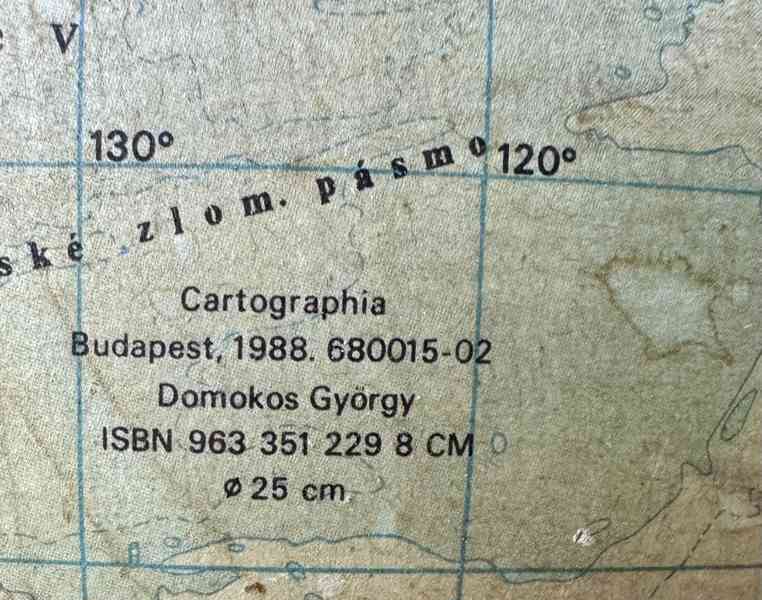 V
130°
120°
ské zlom. pásmo
Cartographia
Budapest, 1988. 680015-02
Domokos György
ISBN 963 351 229 8 CM
ø 25 cm.